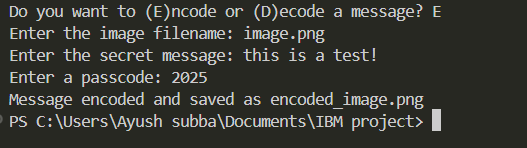 Do you want to (E)ncode or (D)ecode a message? E
Enter the image filename: image.png
Enter the secret message: this is a test!
Enter a passcode: 2025
Message encoded and saved as encoded_image.png
PS C:\Users\Ayush subba\Documents\IBM project>